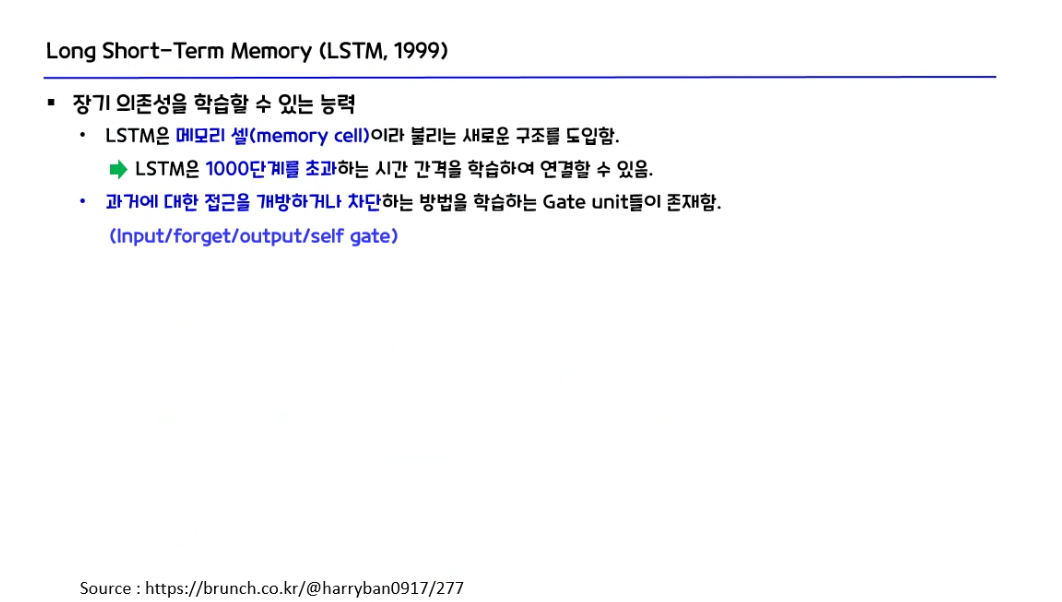 Long Short-Term Memory (LSTM, 1999)
▪ 장기 의존성을 학습할 수 있는 능력
• LSTM은 메모리 셀(memory cell)이라 불리는 새로운 구조를 도입함.
➡ LSTM은 1000단계를 초과하는 시간 간격을 학습하여 연결할 수 있음.
• 과거에 대한 접근을 개방하거나 차단하는 방법을 학습하는 Gate unit들이 존재함.
(Input/forget/output/self gate)
Source : https://brunch.co.kr/@harryban0917/277